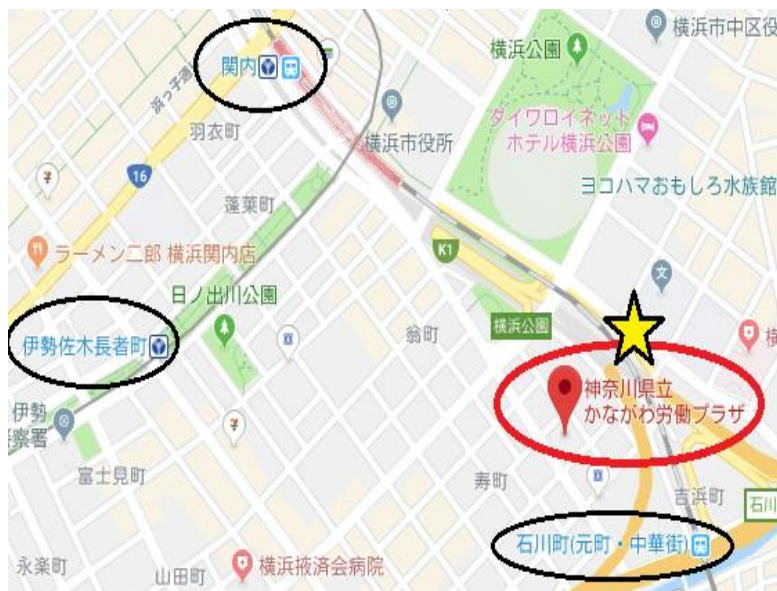 横浜市中区役
横浜公園
関内
浜っ子通
ダイワロイネット
ホテル横浜公園
羽衣町
横浜市役所
16
ヨコハマおもしろ水族館
蓬莱町
ラーメン二郎 横浜関内店
K1
文
日ノ出川公園
翁町
横浜公園
伊勢佐木長者町
横
神奈川県立
かながわ労働プラザ
伊勢
察署
富士見町
寿町
吉浜町
石川
石川町(元町・中華街)
永楽町
山田町
横浜掖済会病院